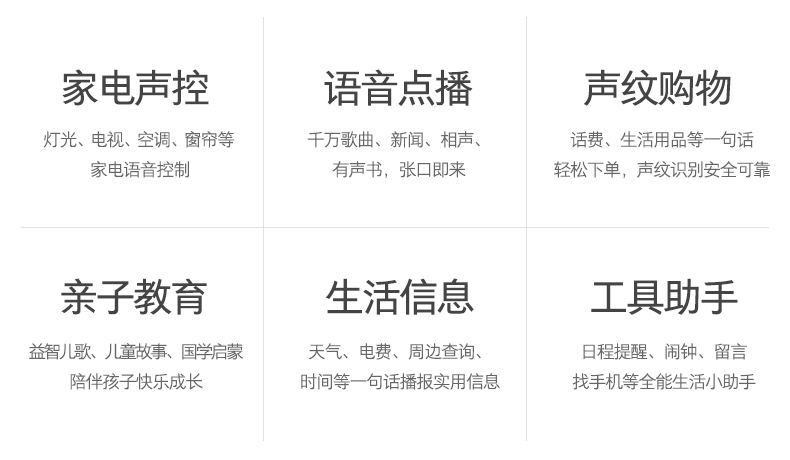 家电声控
灯光、电视、空调、窗帘等
家电语音控制
语音点播
千万歌曲、新闻、相声、
有声书，张口即来
声纹购物
话费、生活用品等一句话
轻松下单，声纹识别安全可靠
亲子教育
益智儿歌、儿童故事、国学启蒙
陪伴孩子快乐成长
生活信息
天气、电费、周边查询、
时间等一句话播报实用信息
工具助手
日程提醒、闹钟、留言
找手机等全能生活小助手